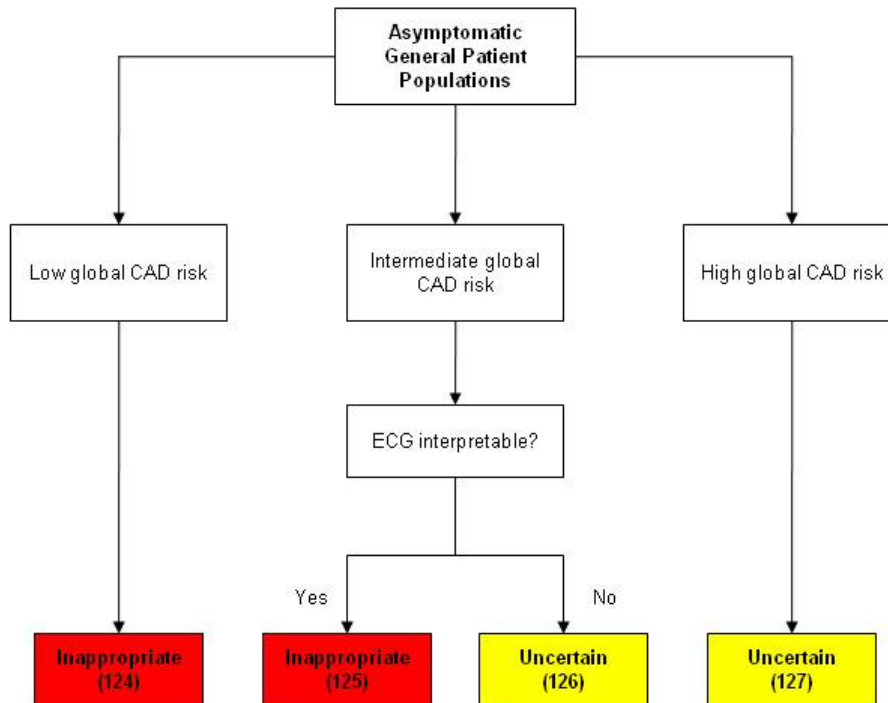 Asymptomatic
General Patient
Populations
Low global CAD risk
Intermediate global
CAD risk
High global CAD risk
ECG interpretable?
Yes
No
Inappropriate
(124)
Inappropriate
(125)
Uncertain
(126)
Uncertain
(127)